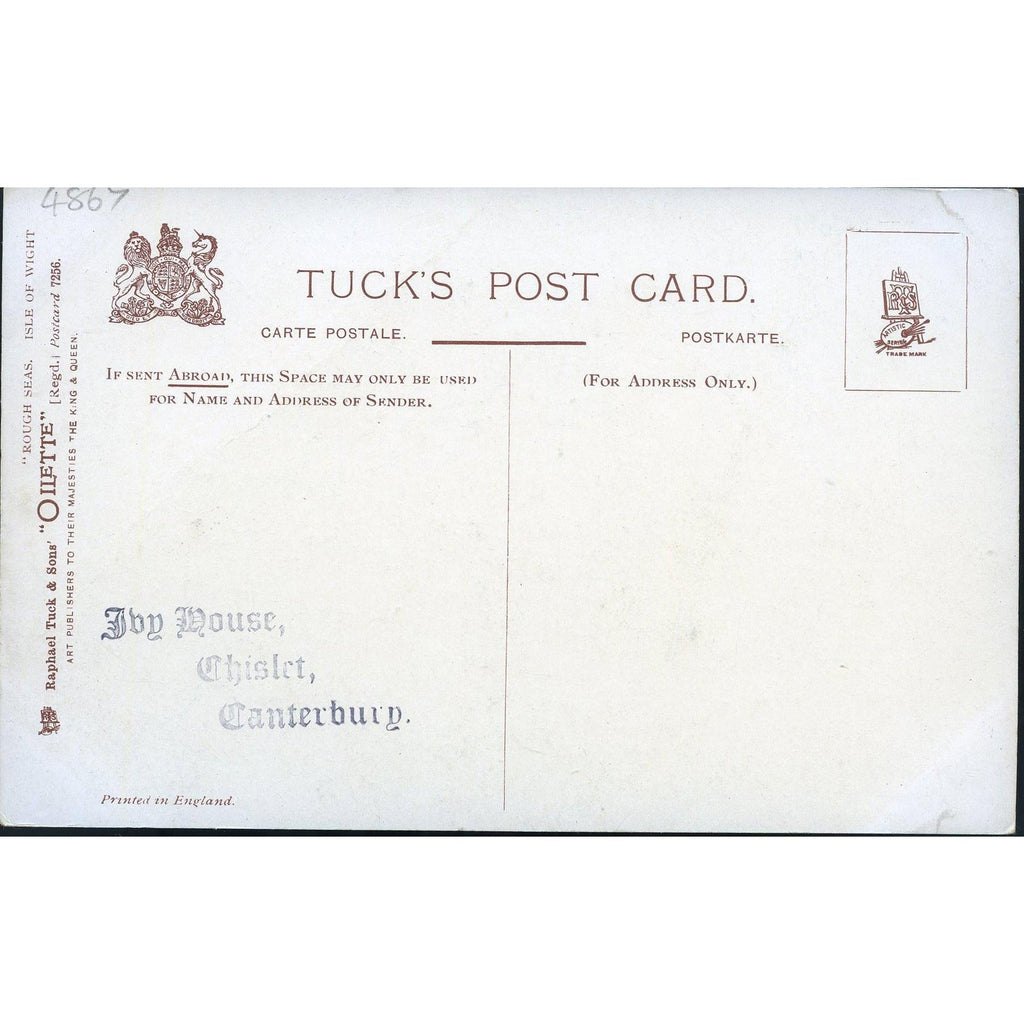 4867
"ROUGH SEAS. ISLE OF WIGHT
Raphael Tuck & Sons' "OILETTE" [Regd.] Postcard 7256.
ART PUBLISHERS TO THEIR MAJESTIES THE KING & QUEEN.
TUCK'S POST CARD.
CARTE POSTALE.
POSTKARTE.
IF SENT ABROAD, THIS SPACE MAY ONLY BE USED
FOR NAME AND ADDRESS OF SENDER.
(FOR ADDRESS ONLY.)
ARTISTIC
SERIES
TRADE MARK
Ivy House,
Chislet,
Canterbury.
Printed in England.